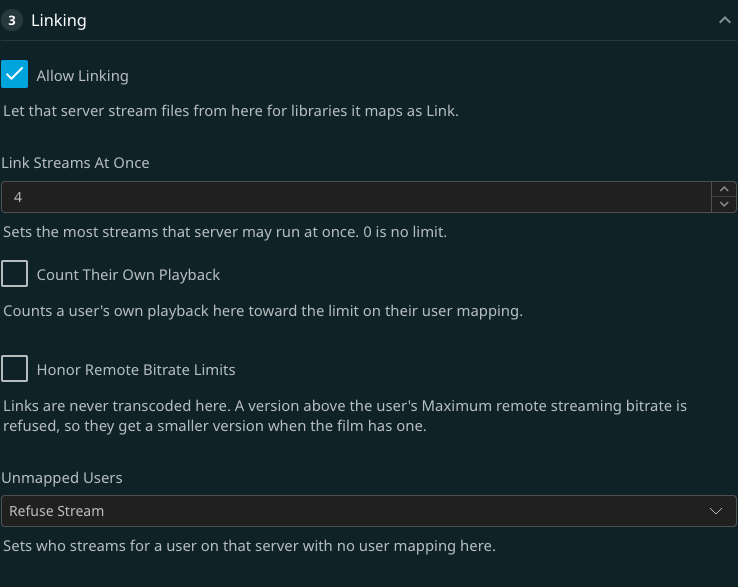 3 Linking
Allow Linking
Let that server stream files from here for libraries it maps as Link.
Link Streams At Once
4
Sets the most streams that server may run at once. 0 is no limit.
Count Their Own Playback
Counts a user's own playback here toward the limit on their user mapping.
Honor Remote Bitrate Limits
Links are never transcoded here. A version above the user's Maximum remote streaming bitrate is
refused, so they get a smaller version when the film has one.
Unmapped Users
Refuse Stream
Sets who streams for a user on that server with no user mapping here.